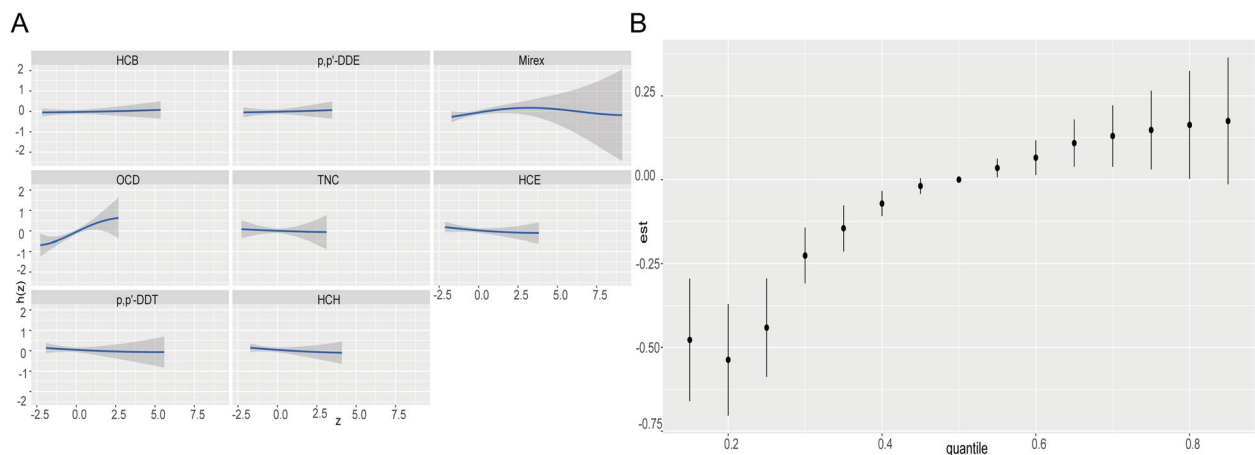 A
B
HCB p,p'-DDE Mirex
2
1
0
-1
-2
OCD TNC HCE
2
1
0
-1
-2
-2.5 0.0 2.5 5.0 7.5
p,p'-DDT HCH
2
1
0
-1
-2
h(z)
-2.5 0.0 2.5 5.0 7.5 0.0 2.5 5.0 7.5
z
0.25
0.00
-0.25
-0.50
-0.75
est
0.2 0.4 0.6 0.8
quantile